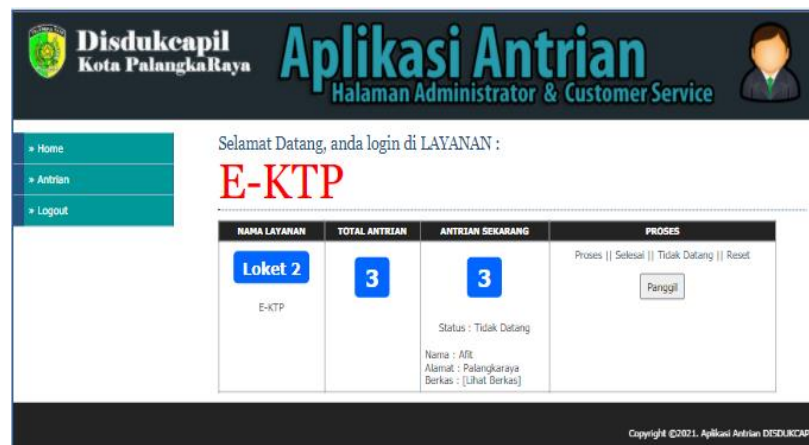 Disdukcapil
Kota PalangkaRaya
Aplikasi Antrian
Halaman Administrator & Customer Service
» Home
» Antrian
» Logout
Selamat Datang, anda login di LAYANAN :
E-KTP
NAMA LAYANAN TOTAL ANTRIAN ANTRIAN SEKARANG PROSES
Loket 2 3 3 Proses || Selesai || Tidak Datang || Reset
Panggil
E-KTP
Status : Tidak Datang
Nama : Afit
Alamat : Palangkaraya
Berkas : [Lihat Berkas]
Copyright ©2021. Aplikasi Antrian DISDUKCAP